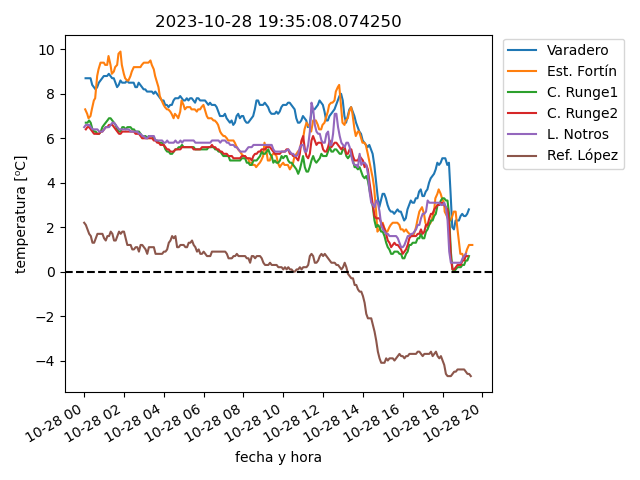 2023-10-28 19:35:08.074250
temperatura [ºC]
10
8
6
4
2
0
−2
−4
10-28 00
10-28 02
10-28 04
10-28 06
10-28 08
10-28 10
10-28 12
10-28 14
10-28 16
10-28 18
10-28 20
fecha y hora
Varadero
Est. Fortín
C. Runge1
C. Runge2
L. Notros
Ref. López